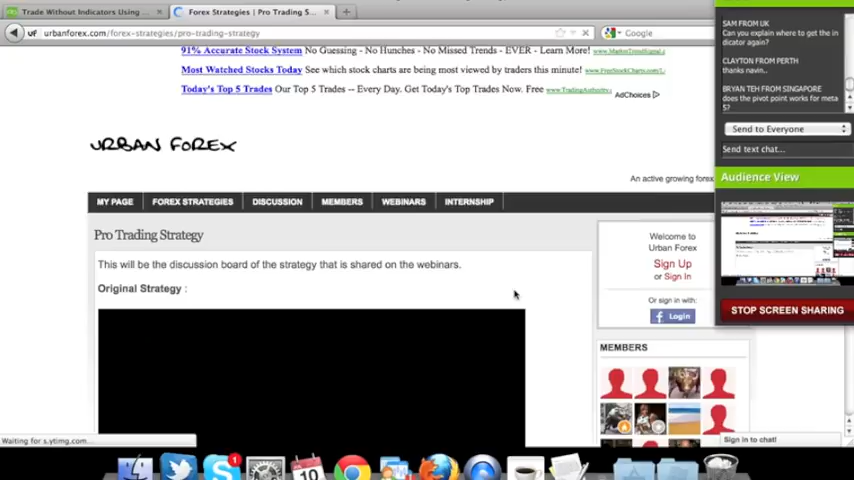 Trade Without Indicators Using ...
Forex Strategies | Pro Trading S...
urbanforex.com/forex-strategies/pro-trading-strategy
Google
91% Accurate Stock System No Guessing - No Hunches - No Missed Trends - EVER - Learn More!
Most Watched Stocks Today See which stock charts are being most viewed by traders this minute!
Today's Top 5 Trades Our Top 5 Trades -- Every Day. Get Today's Top Trades Now. Free
AdChoices
URBAN FOREX
An active growing forex
MY PAGE
FOREX STRATEGIES
DISCUSSION
MEMBERS
WEBINARS
INTERNSHIP
Pro Trading Strategy
This will be the discussion board of the strategy that is shared on the webinars.
Original Strategy :
Welcome to
Urban Forex
Sign Up
or Sign In
Or sign in with:
Login
MEMBERS
SAM FROM UK
Can you explain where to get the in
dicator again?
CLAYTON FROM PERTH
thanks navin..
BRYAN TEH FROM SINGAPORE
does the pivot point works for meta
5?
Send to Everyone
Send text chat...
Audience View
STOP SCREEN SHARING
Sign in to chat!
Waiting for s.ytimg.com...
1
10